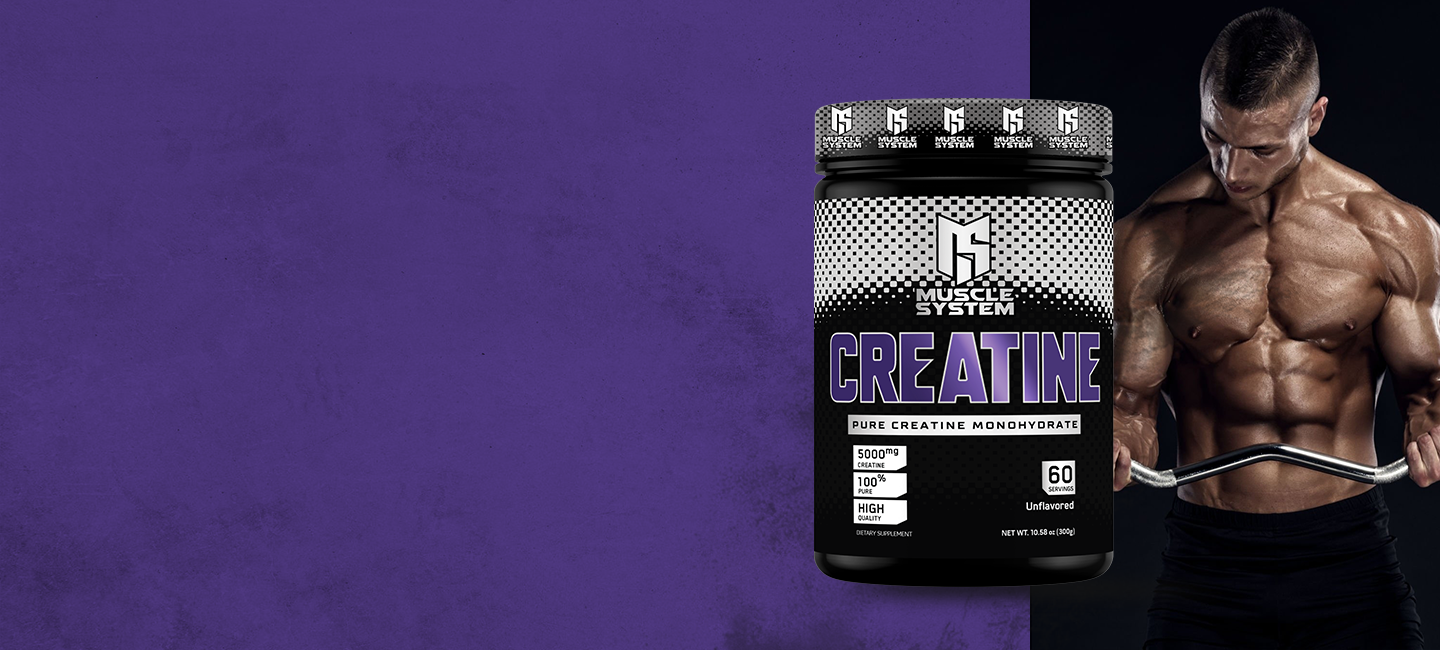 MUSCLE
SYSTEM
MUSCLE
SYSTEM
MUSCLE
SYSTEM
MUSCLE
SYSTEM
MUSCLE
SYSTEM
MUSCLE
SYSTEM
CREATINE
PURE CREATINE MONOHYDRATE
5000mg
CREATINE
100%
PURE
HIGH
QUALITY
60
SERVINGS
Unflavored
DIETARY SUPPLEMENT
NET WT. 10.58 oz (300g)